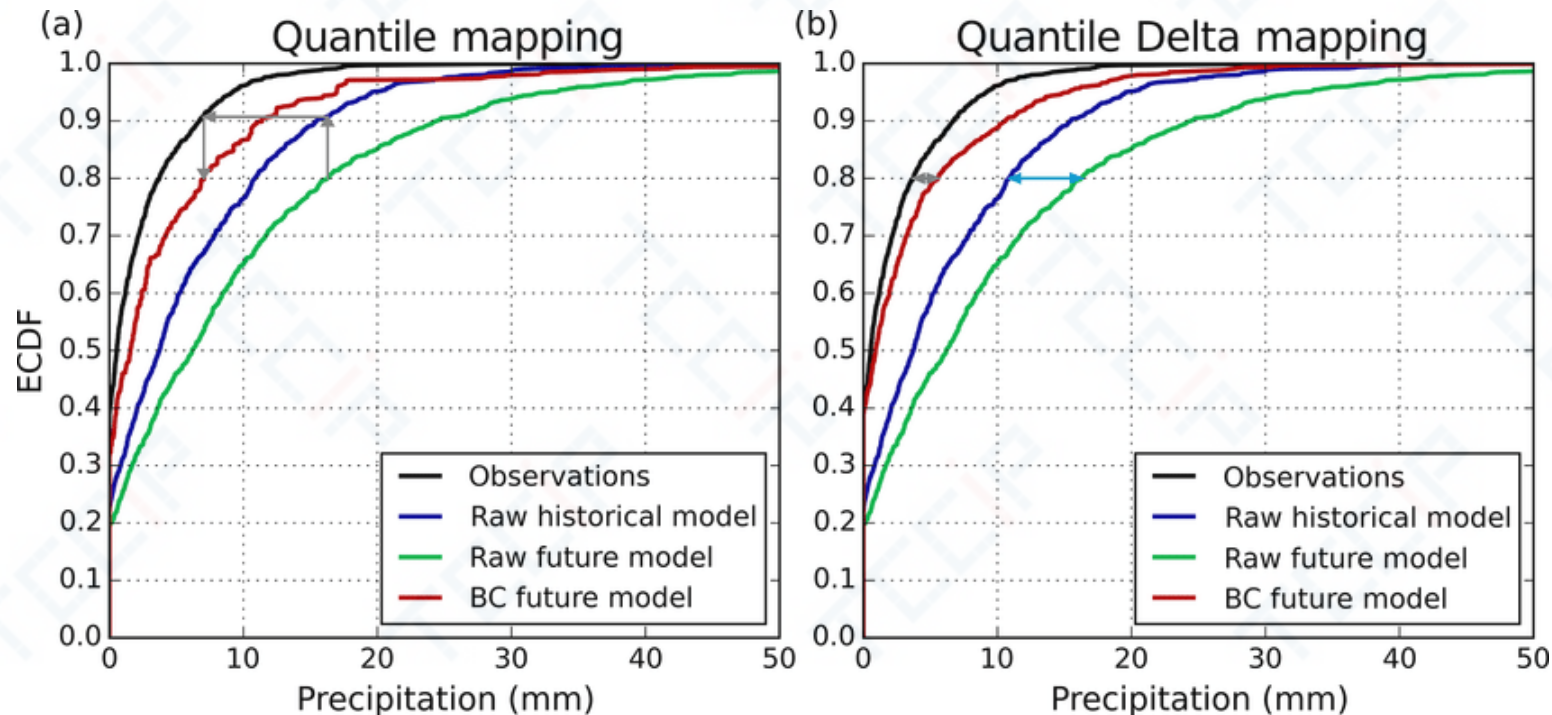 (a)
Quantile mapping
1.0
0.9
0.8
0.7
0.6
0.5
0.4
0.3
0.2
0.1
0.0
ECDF
Observations
Raw historical model
Raw future model
BC future model
0 10 20 30 40 50
Precipitation (mm)
(b)
Quantile Delta mapping
1.0
0.9
0.8
0.7
0.6
0.5
0.4
0.3
0.2
0.1
0.0
Observations
Raw historical model
Raw future model
BC future model
0 10 20 30 40 50
Precipitation (mm)
TCCIP